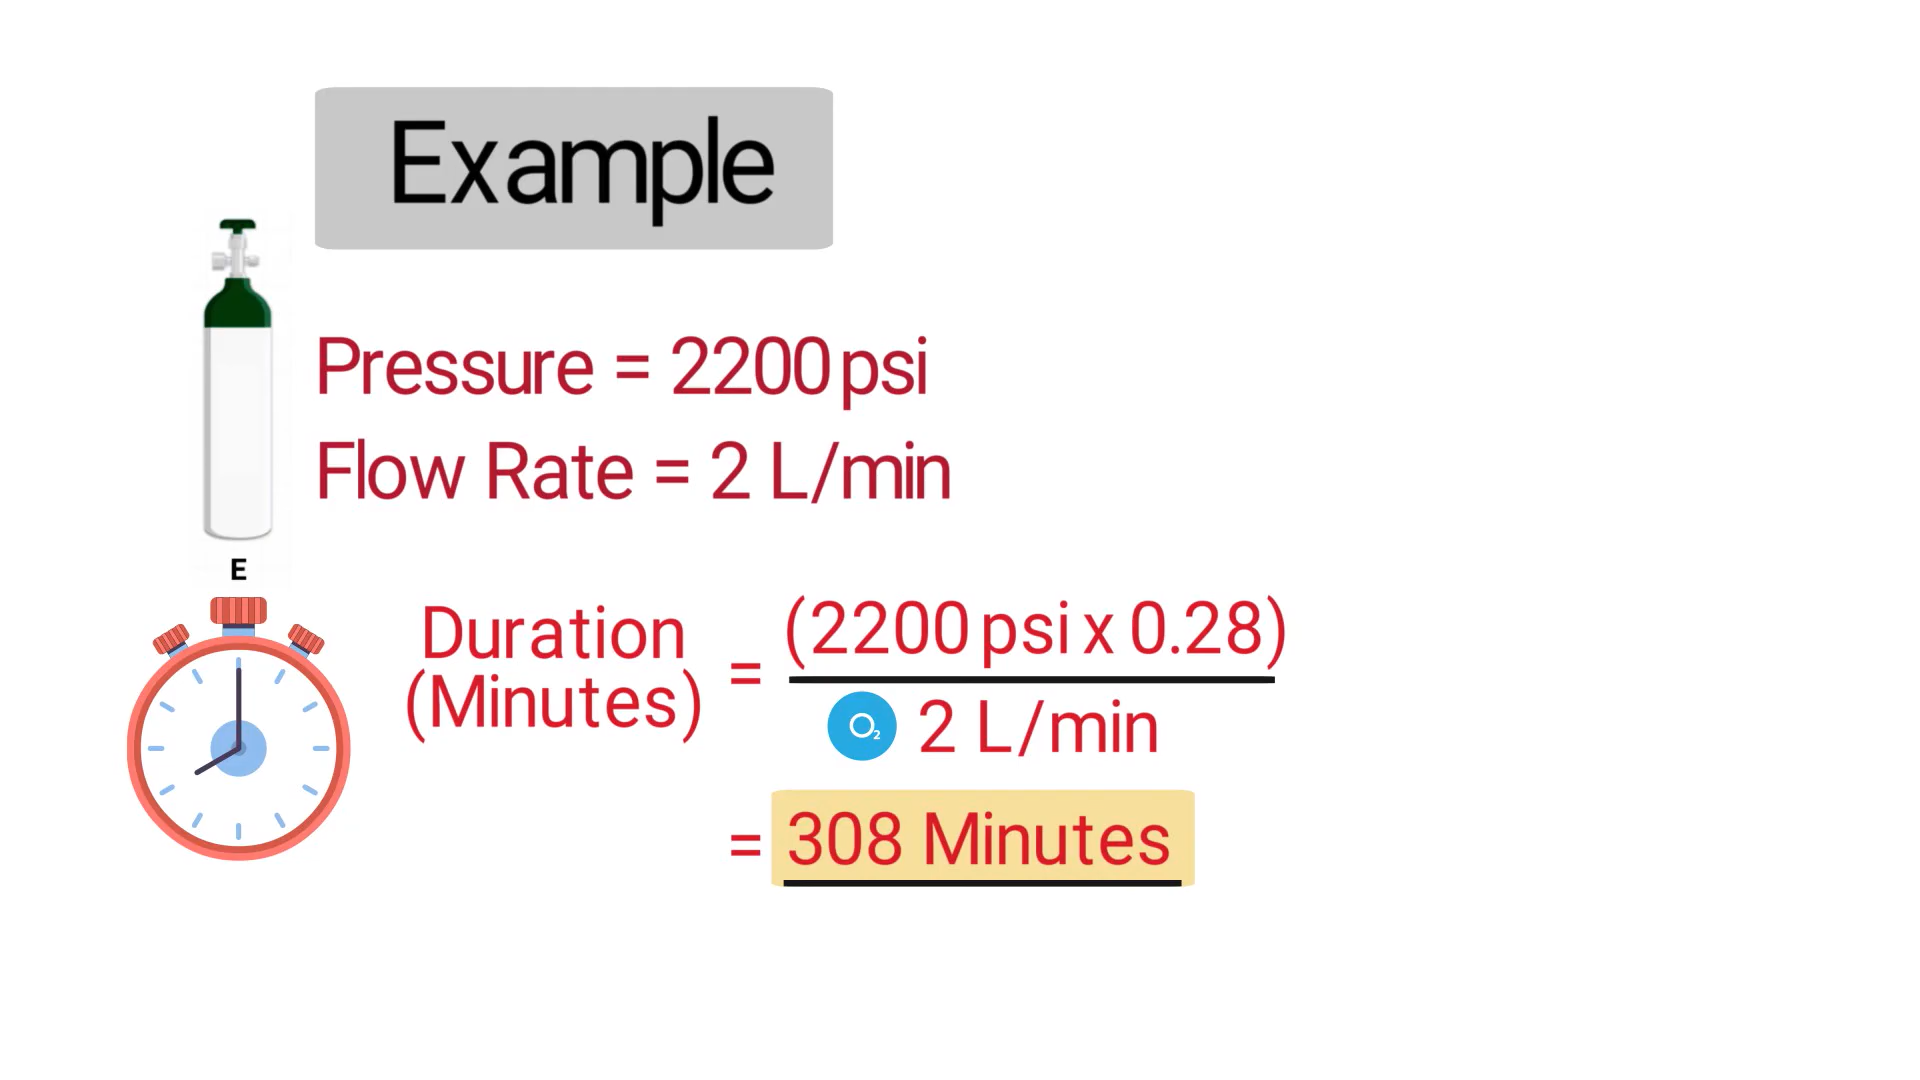 Example
Pressure = 2200 psi
Flow Rate = 2 L/min
E
Duration
(Minutes)
=
(2200 psi x 0.28)
O₂ 2 L/min
= 308 Minutes